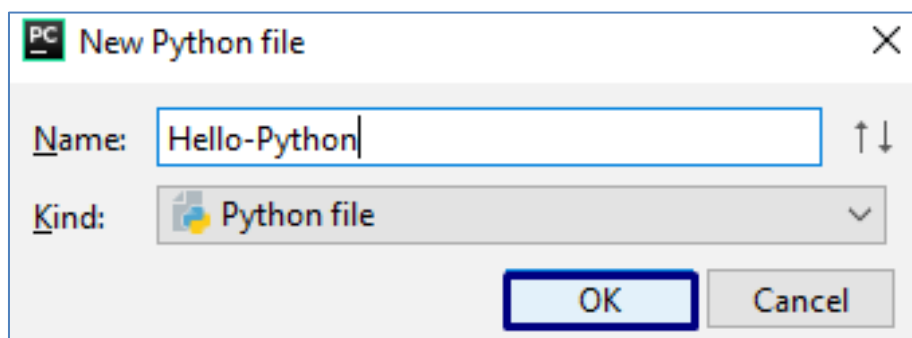 PC New Python file
Name: Hello-Python
Kind: Python file
OK Cancel